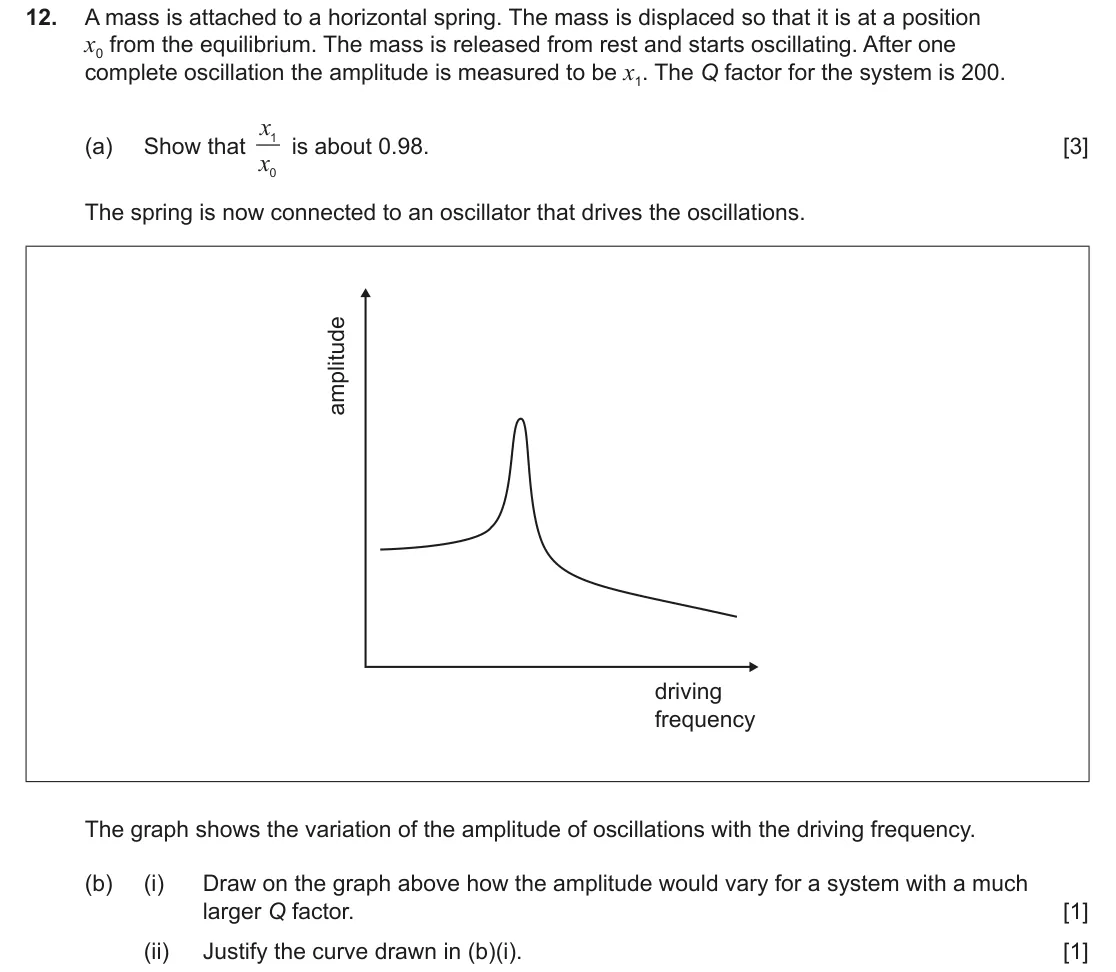 12. A mass is attached to a horizontal spring. The mass is displaced so that it is at a position
x₀ from the equilibrium. The mass is released from rest and starts oscillating. After one
complete oscillation the amplitude is measured to be x₁. The Q factor for the system is 200.
(a) Show that x₁/x₀ is about 0.98. [3]
The spring is now connected to an oscillator that drives the oscillations.
amplitude
driving
frequency
The graph shows the variation of the amplitude of oscillations with the driving frequency.
(b) (i) Draw on the graph above how the amplitude would vary for a system with a much
larger Q factor. [1]
(ii) Justify the curve drawn in (b)(i). [1]